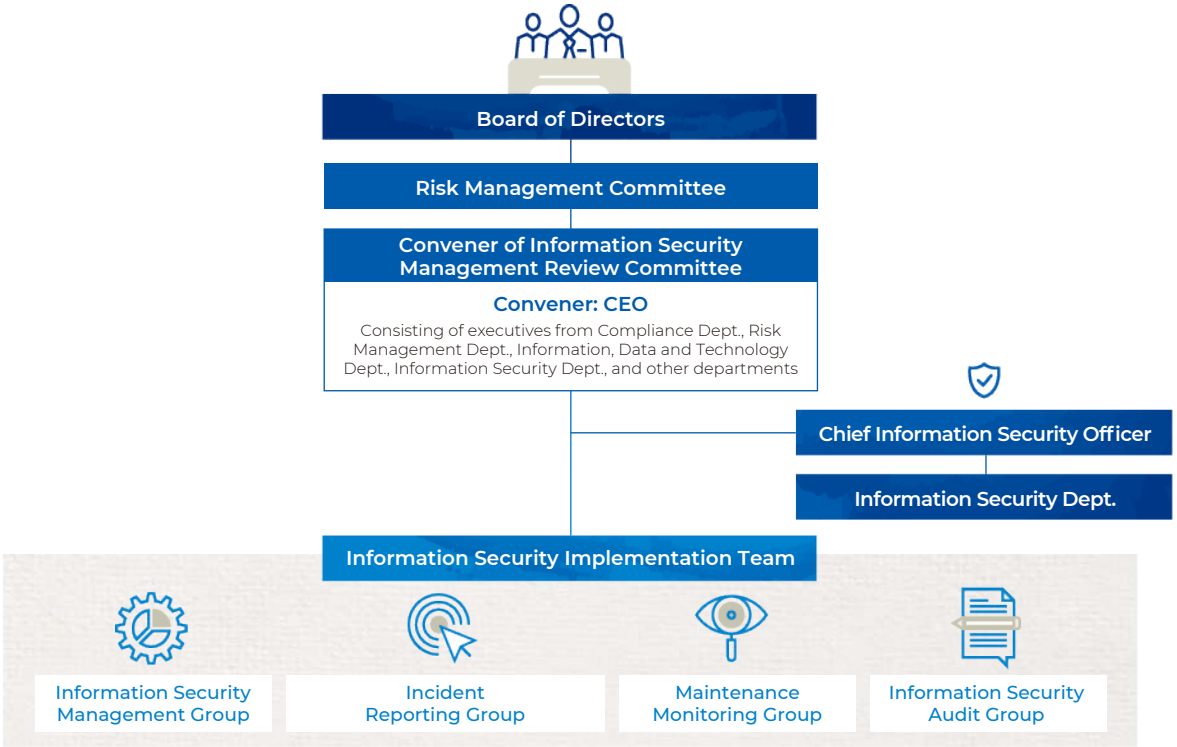 Board of Directors
Risk Management Committee
Convener of Information Security
Management Review Committee
Convener: CEO
Consisting of executives from Compliance Dept., Risk
Management Dept., Information, Data and Technology
Dept., Information Security Dept., and other departments
Chief Information Security Officer
Information Security Dept.
Information Security Implementation Team
Information Security
Management Group
Incident
Reporting Group
Maintenance
Monitoring Group
Information Security
Audit Group